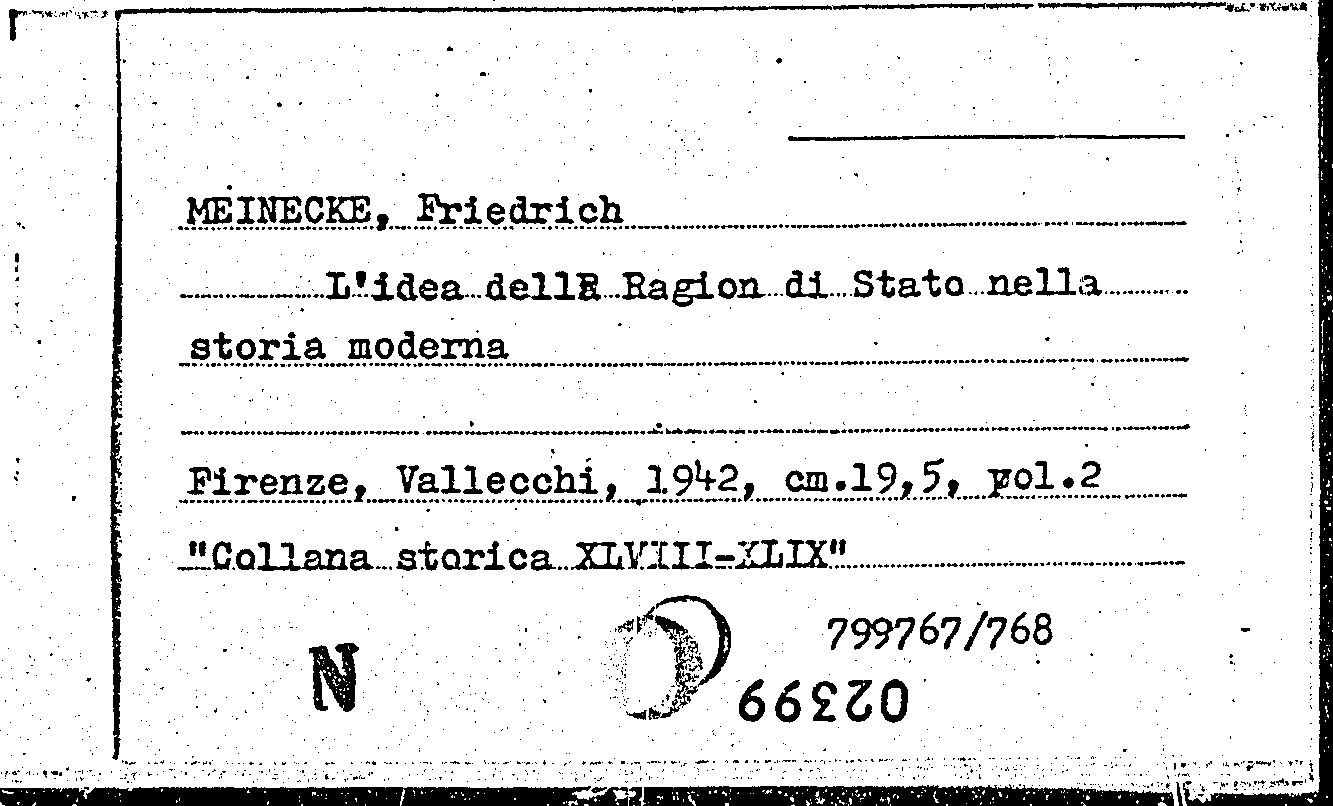 MEINECKE, Friedrich
L'idea dellR Ragion di Stato nella
storia moderna
Firenze, Vallecchi, 1942, cm.19,5, vol.2
"Collana storica XLVIII-XLIX"
N
799767/768
02399